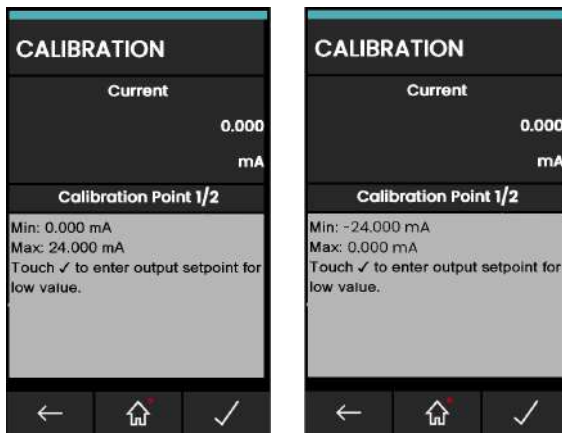 CALIBRATION
Current
0.000
mA
Calibration Point 1/2
Min: 0.000 mA
Max: 24.000 mA
Touch ✓ to enter output setpoint for
low value.
CALIBRATION
Current
0.000
mA
Calibration Point 1/2
Min: -24.000 mA
Max: 0.000 mA
Touch ✓ to enter output setpoint for
low value.